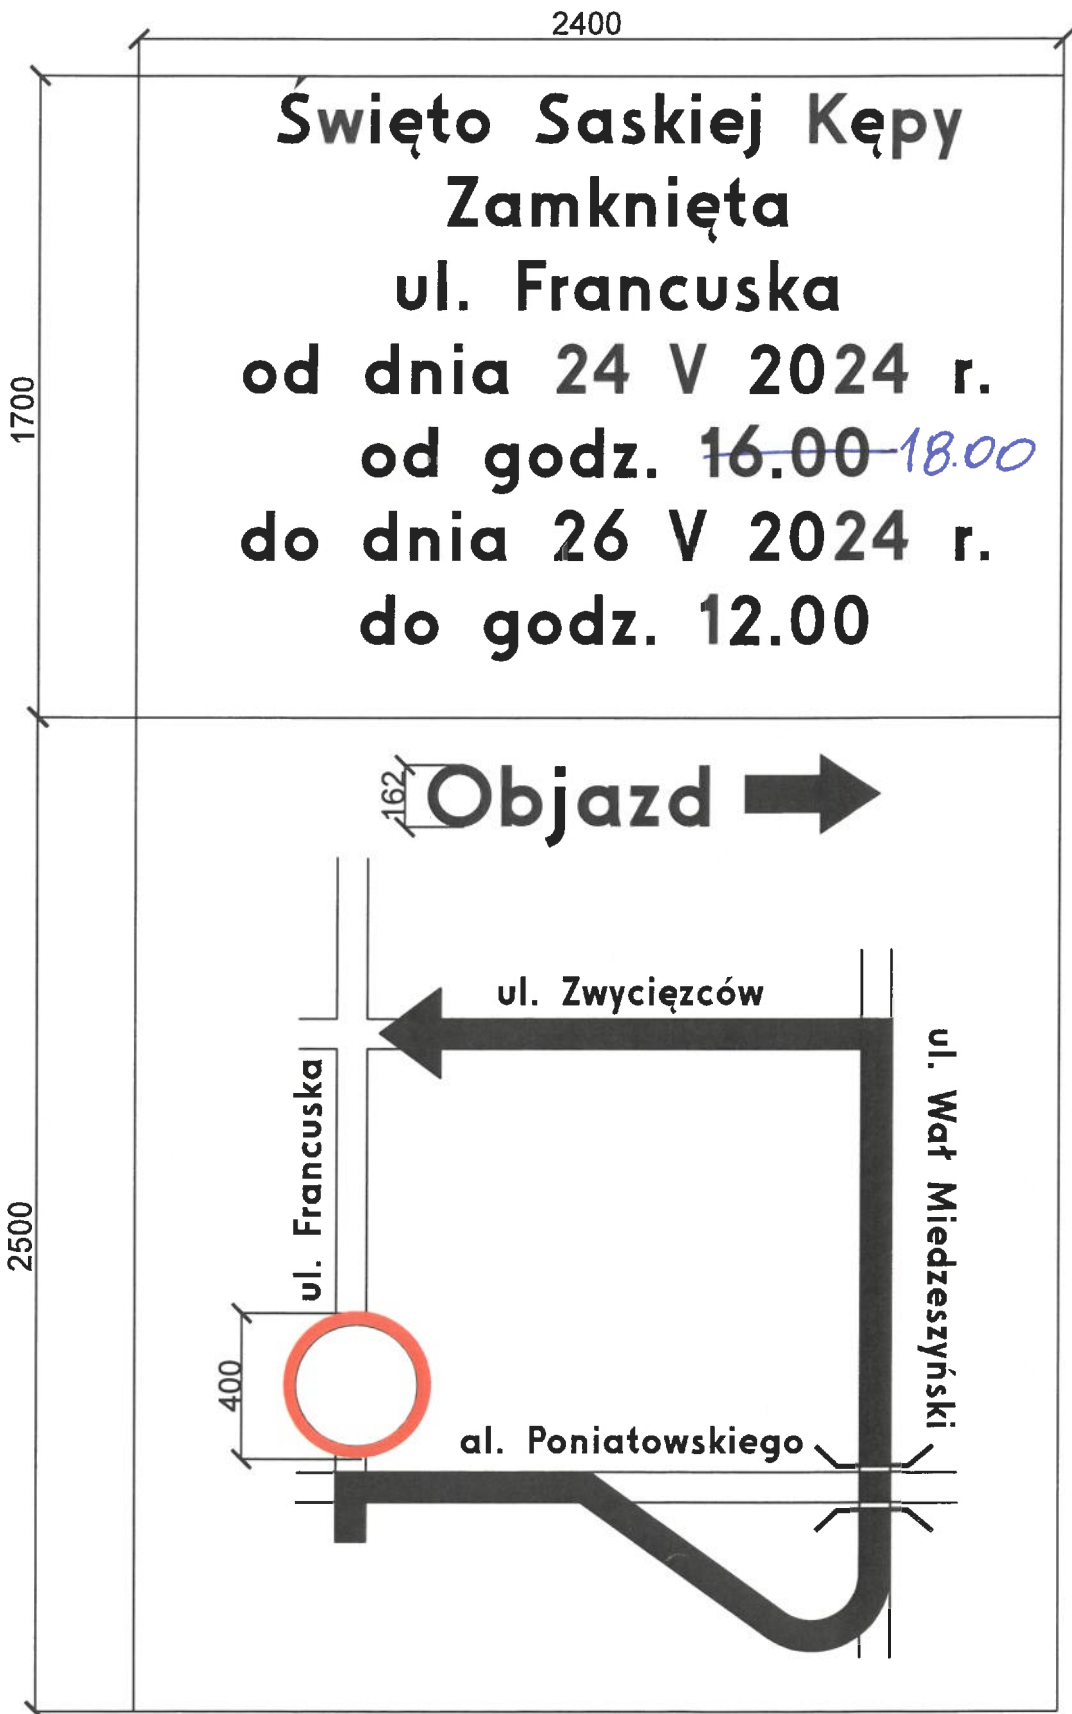 2400
Święto Saskiej Kępy
Zamknięta
ul. Francuska
od dnia 24 V 2024 r.
od godz. 16.00 18.00
do dnia 26 V 2024 r.
do godz. 12.00
1700
162
Objazd
ul. Zwycięzców
ul. Francuska
ul. Wał Miedzeszyński
2500
400
al. Poniatowskiego